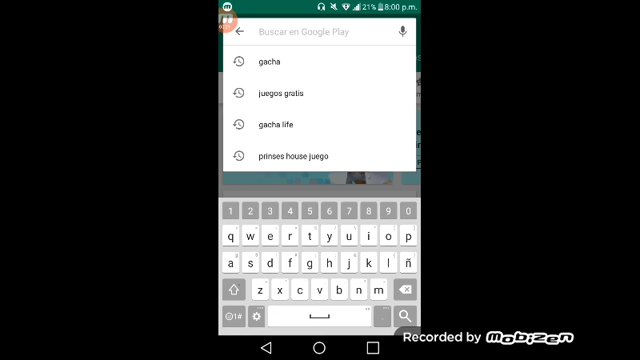 21% 8:00 p.m.
Buscar en Google Play
gacha
juegos gratis
gacha life
prinses house juego
1 2 3 4 5 6 7 8 9 0
q w e r t y u i o p
a s d f g h j k l ñ
z x c v b n m
1#
Recorded by Mobizen